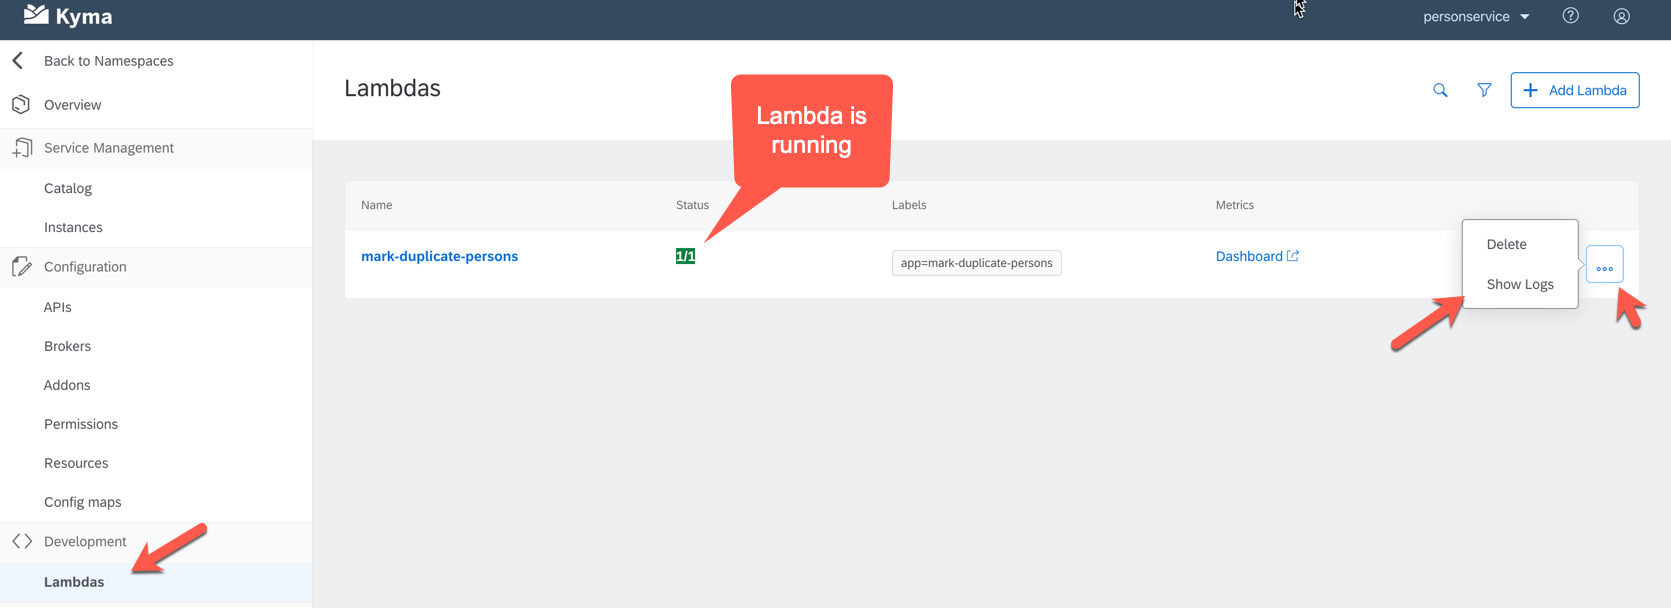 Kyma
personservice
Back to Namespaces
Overview
Service Management
Catalog
Instances
Configuration
APIs
Brokers
Addons
Permissions
Resources
Config maps
Development
Lambdas
Lambdas
Add Lambda
Lambda is
running
Name Status Labels Metrics
mark-duplicate-persons 1/1 app=mark-duplicate-persons Dashboard
Delete
Show Logs